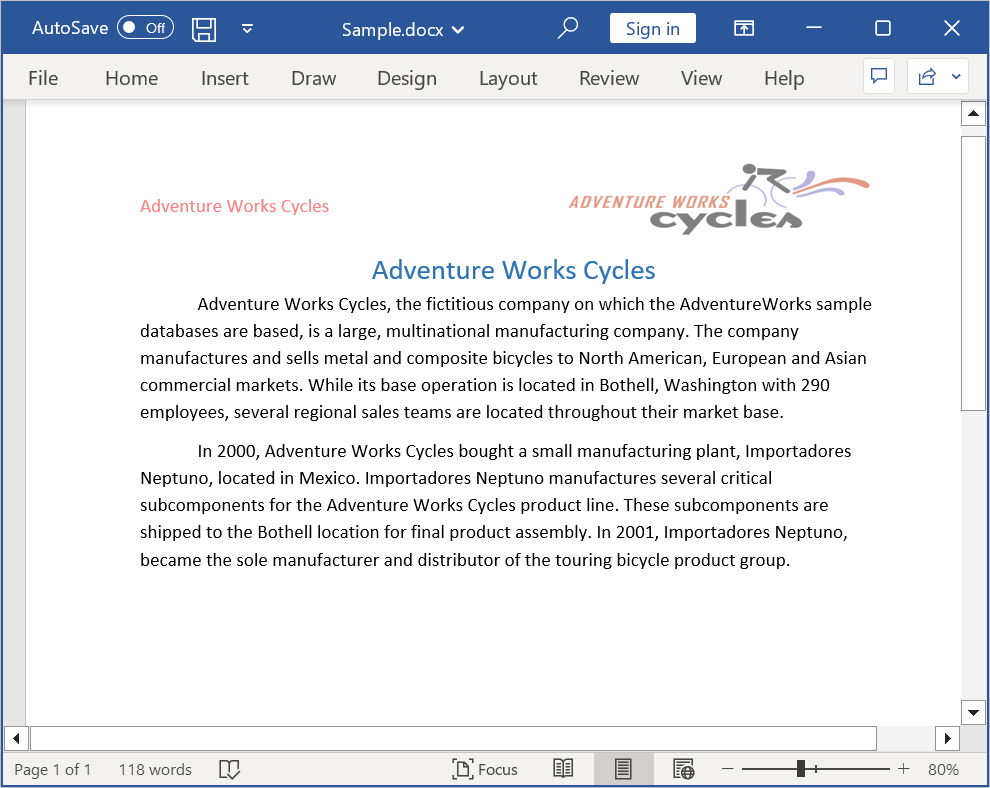 AutoSave Off Sample.docx Sign in
File Home Insert Draw Design Layout Review View Help
Adventure Works Cycles
ADVENTURE WORKS
cycles
Adventure Works Cycles
Adventure Works Cycles, the fictitious company on which the AdventureWorks sample
databases are based, is a large, multinational manufacturing company. The company
manufactures and sells metal and composite bicycles to North American, European and Asian
commercial markets. While its base operation is located in Bothell, Washington with 290
employees, several regional sales teams are located throughout their market base.
In 2000, Adventure Works Cycles bought a small manufacturing plant, Importadores
Neptuno, located in Mexico. Importadores Neptuno manufactures several critical
subcomponents for the Adventure Works Cycles product line. These subcomponents are
shipped to the Bothell location for final product assembly. In 2001, Importadores Neptuno,
became the sole manufacturer and distributor of the touring bicycle product group.
Page 1 of 1 118 words Focus 80%